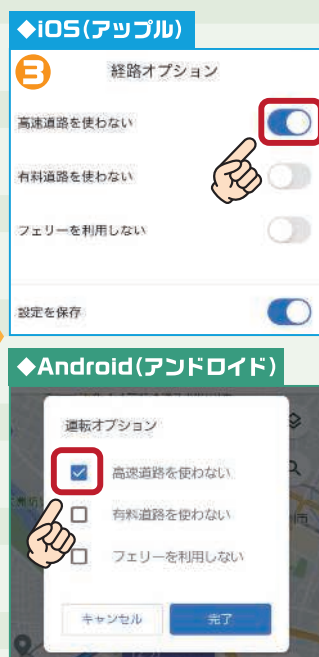 ◆iOS(アップル)
3
経路オプション
高速道路を使わない
有料道路を使わない
フェリーを利用しない
設定を保存
◆Android(アンドロイド)
運転オプション
高速道路を使わない
有料道路を使わない
フェリーを利用しない
キャンセル
完了